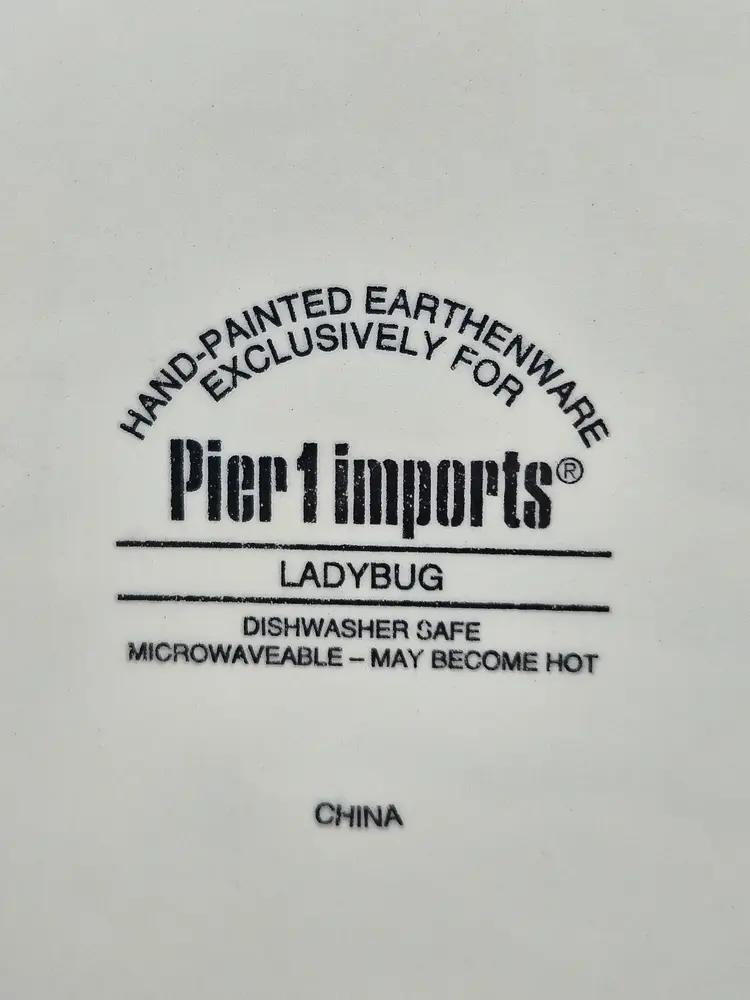 HAND-PAINTED EARTHENWARE
EXCLUSIVELY FOR
Pier 1 imports®
LADYBUG
DISHWASHER SAFE
MICROWAVEABLE – MAY BECOME HOT
CHINA